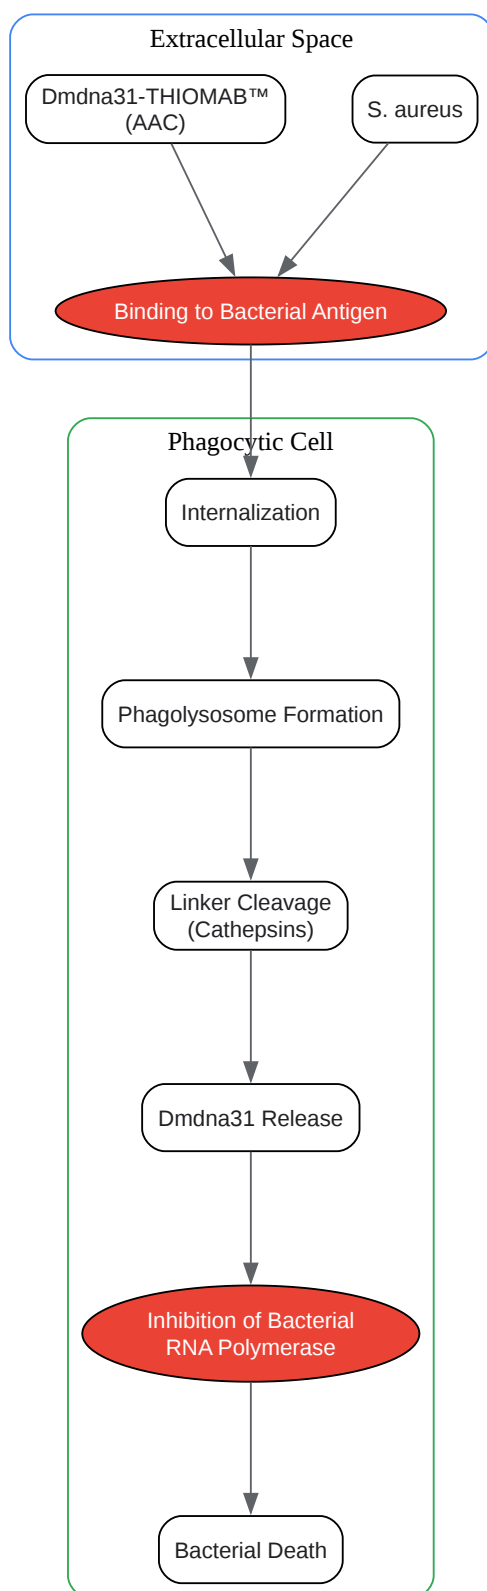 Extracellular Space
Dmdna31-THIOMAB™
(AAC)
S. aureus
Binding to Bacterial Antigen
Phagocytic Cell
Internalization
Phagolysosome Formation
Linker Cleavage
(Cathepsins)
Dmdna31 Release
Inhibition of Bacterial
RNA Polymerase
Bacterial Death